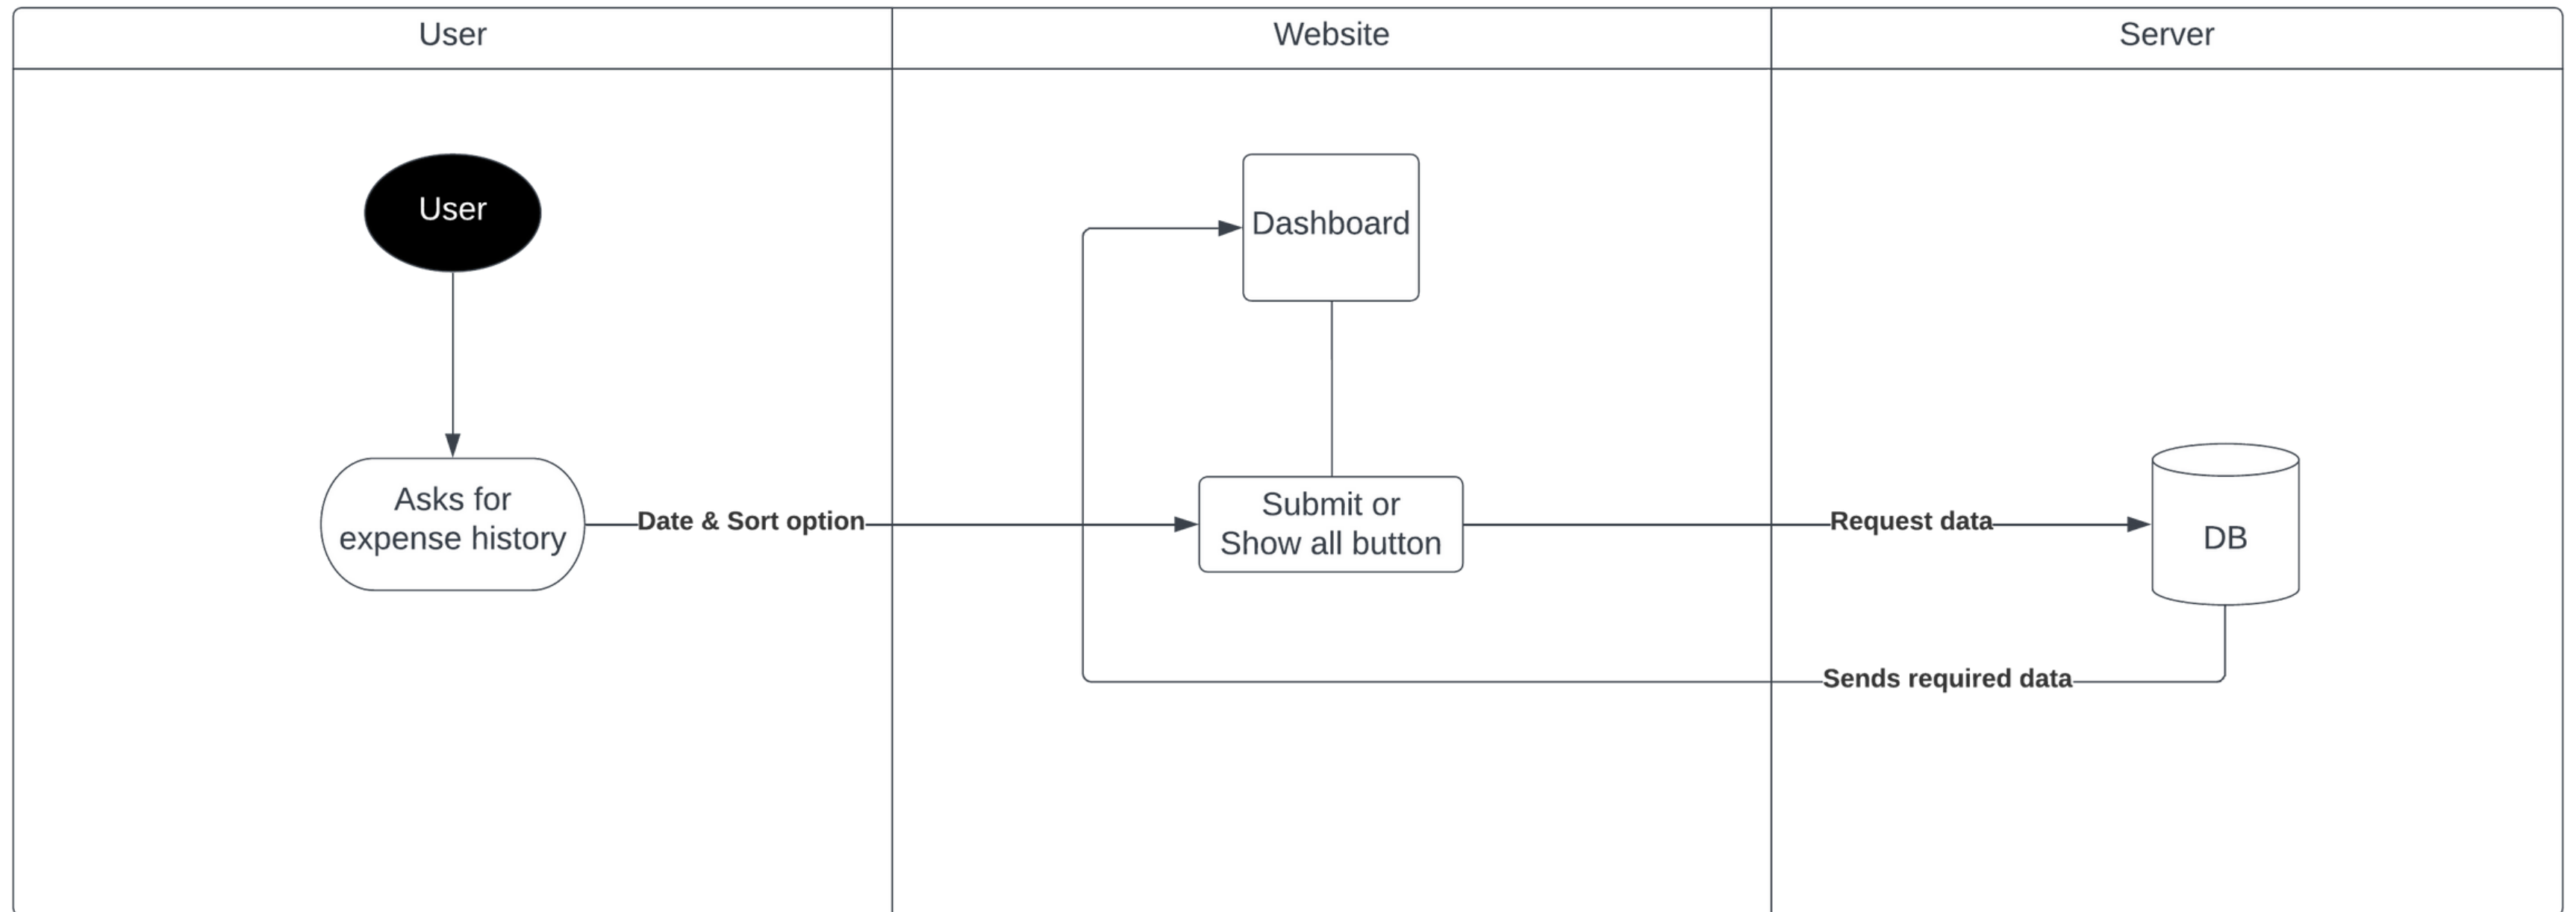 User
Website
Server
User
Dashboard
Asks for
expense history
Date & Sort option
Submit or
Show all button
Request data
DB
Sends required data